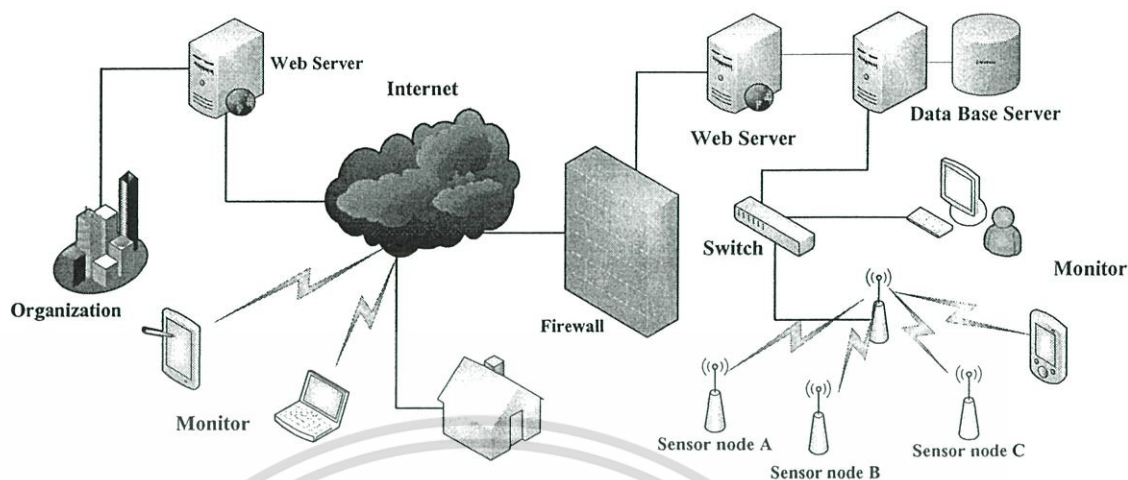 Web Server
Internet
Web Server
Data Base Server
Switch
Monitor
Organization
Firewall
Monitor
Sensor node A
Sensor node B
Sensor node C